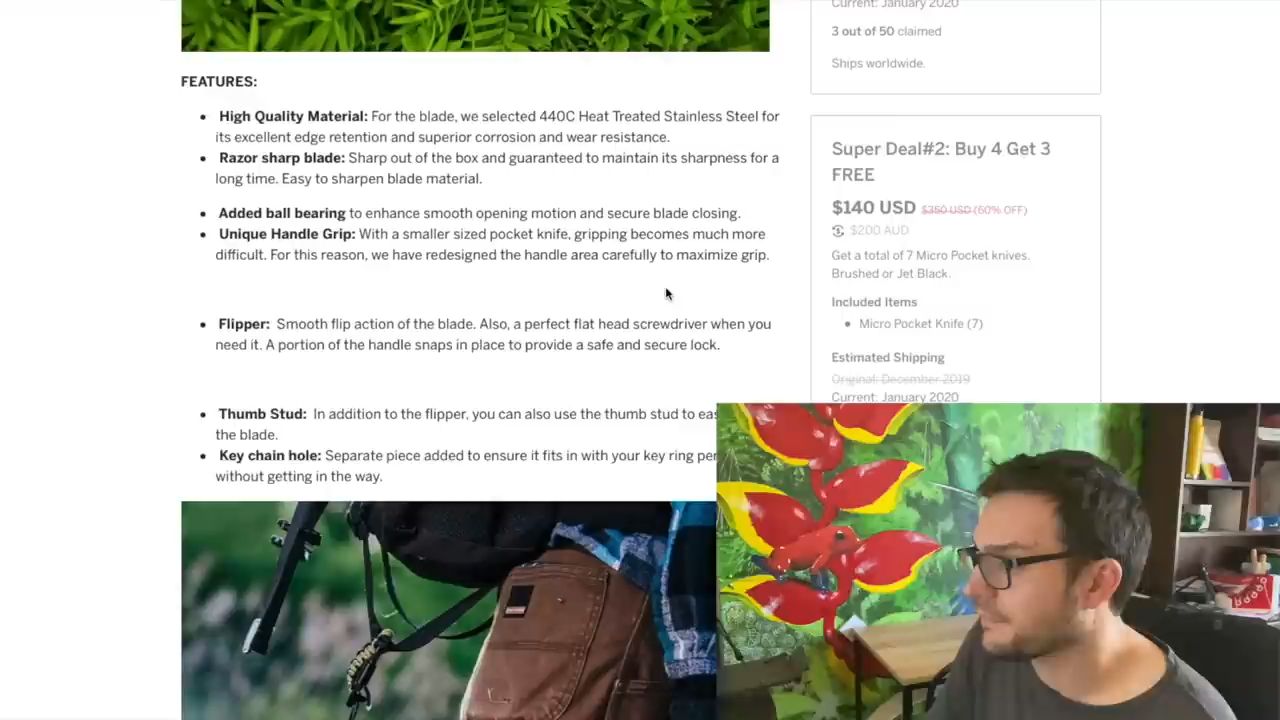 FEATURES:
• High Quality Material: For the blade, we selected 440C Heat Treated Stainless Steel for
its excellent edge retention and superior corrosion and wear resistance.
• Razor sharp blade: Sharp out of the box and guaranteed to maintain its sharpness for a
long time. Easy to sharpen blade material.
• Added ball bearing to enhance smooth opening motion and secure blade closing.
• Unique Handle Grip: With a smaller sized pocket knife, gripping becomes much more
difficult. For this reason, we have redesigned the handle area carefully to maximize grip.
• Flipper: Smooth flip action of the blade. Also, a perfect flat head screwdriver when you
need it. A portion of the handle snaps in place to provide a safe and secure lock.
• Thumb Stud: In addition to the flipper, you can also use the thumb stud to
the blade.
• Key chain hole: Separate piece added to ensure it fits in with your key ring
without getting in the way.
Current: January 2020
3 out of 50 claimed
Ships worldwide.
Super Deal#2: Buy 4 Get 3
FREE
$140 USD $350 USD (60% OFF)
$200 AUD
Get a total of 7 Micro Pocket knives.
Brushed or Jet Black.
Included Items
• Micro Pocket Knife (7)
Estimated Shipping
Original: December 2019
Current: January 2020